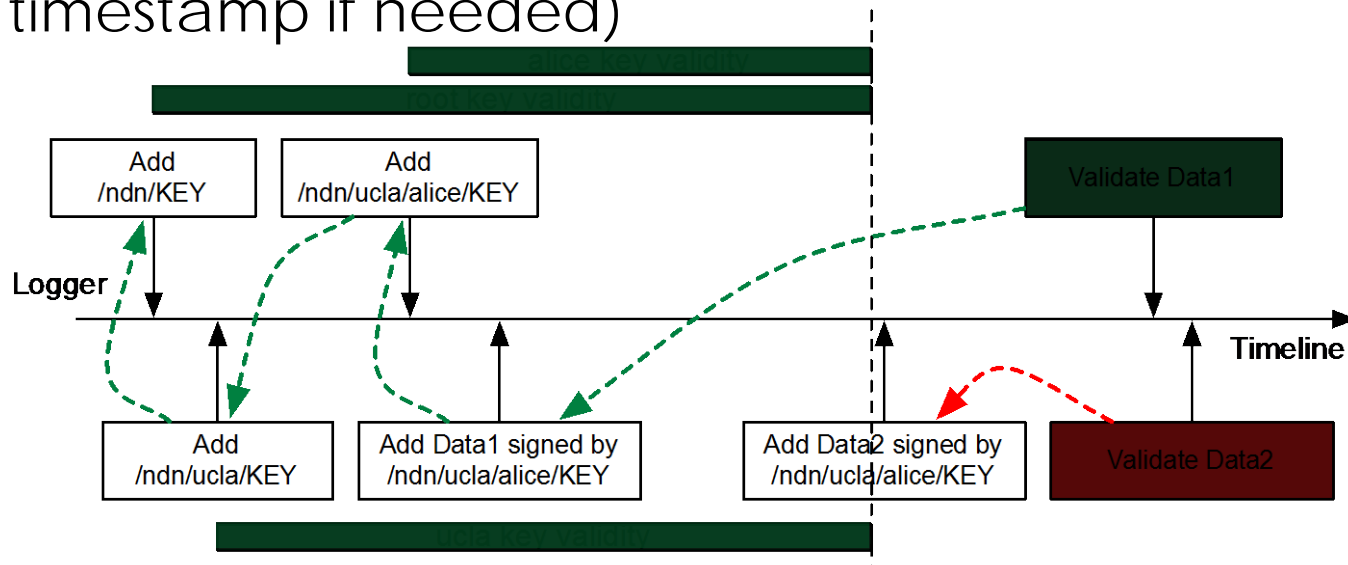 timestamp if needed)
alice key validity
root key validity
Add
/ndn/KEY
Add
/ndn/ucla/alice/KEY
Validate Data1
Logger
Timeline
Add
/ndn/ucla/KEY
Add Data1 signed by
/ndn/ucla/alice/KEY
Add Data2 signed by
/ndn/ucla/alice/KEY
Validate Data2
ucla key validity